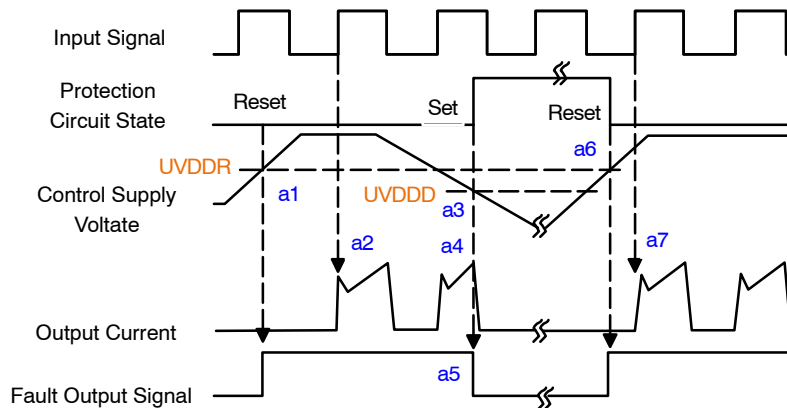 Input Signal
Protection
Circuit State
Reset
Set
Reset
UVDDR
a6
Control Supply
Voltate
a1
UVDDD
a3
a2
a4
a7
Output Current
Fault Output Signal
a5